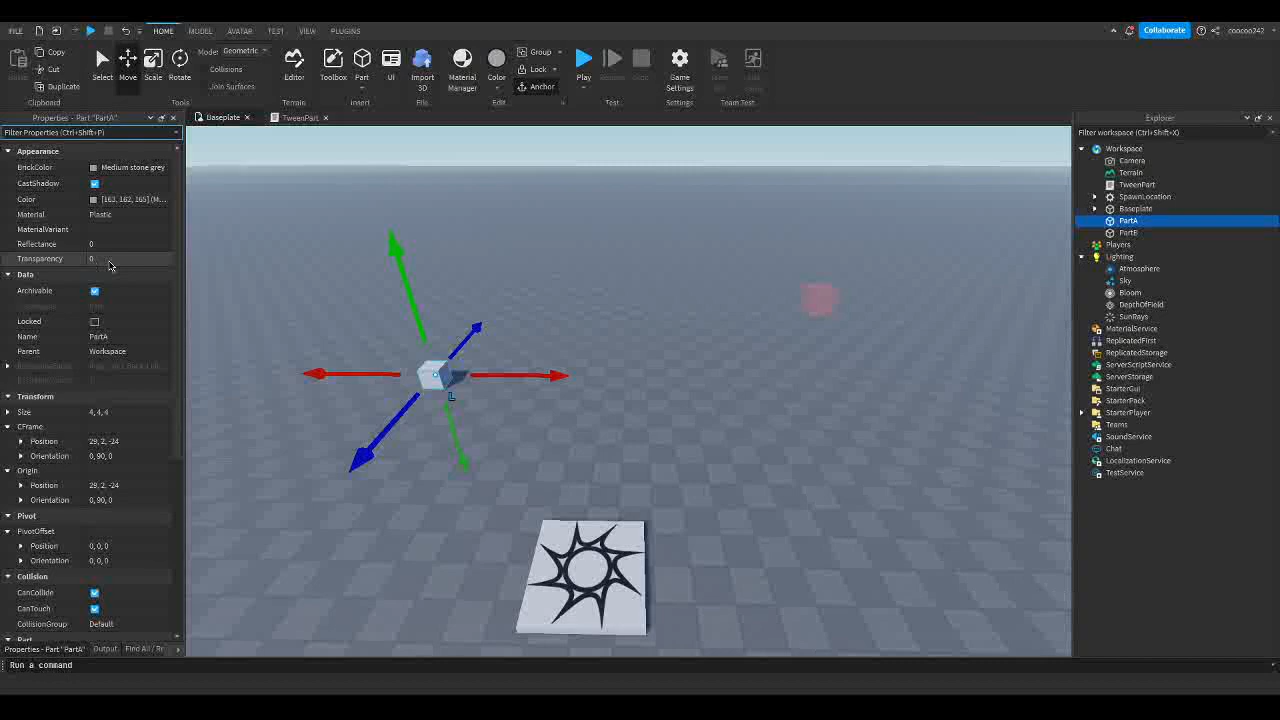 FILE HOME MODEL AVATAR TEST VIEW PLUGINS Collaborate coocoo242
Copy
Cut
Duplicate
Clipboard
Select Move Scale Rotate
Mode: Geometric
Collisions
Join Surfaces
Tools
Editor
Terrain
Toolbox Part UI
Insert
Import
3D
File
Material
Manager
Color
Group
Lock
Anchor
Edit
Play
Test
Game
Settings
Settings
Team Test
Properties - Part "PartA"
Filter Properties (Ctrl+Shift+P)
Appearance
BrickColor Medium stone grey
CastShadow
Color [163, 162, 165] (M...
Material Plastic
MaterialVariant
Reflectance 0
Transparency 0
Data
Archivable
Locked
Name PartA
Parent Workspace
Transform
Size 4, 4, 4
CFrame
Position 29, 2, -24
Orientation 0, 90, 0
Origin
Position 29, 2, -24
Orientation 0, 90, 0
Pivot
PivotOffset
Position 0, 0, 0
Orientation 0, 0, 0
Collision
CanCollide
CanTouch
CollisionGroup Default
Part
Properties - Part "PartA" Output Find All / Re
Run a command
Baseplate TweenPart
L
Explorer
Filter workspace (Ctrl+Shift+X)
Workspace
Camera
Terrain
TweenPart
SpawnLocation
Baseplate
PartA
PartB
Players
Lighting
Atmosphere
Sky
Bloom
DepthOfField
SunRays
MaterialService
ReplicatedFirst
ReplicatedStorage
ServerScriptService
ServerStorage
StarterGui
StarterPack
StarterPlayer
Teams
SoundService
Chat
LocalizationService
TestService